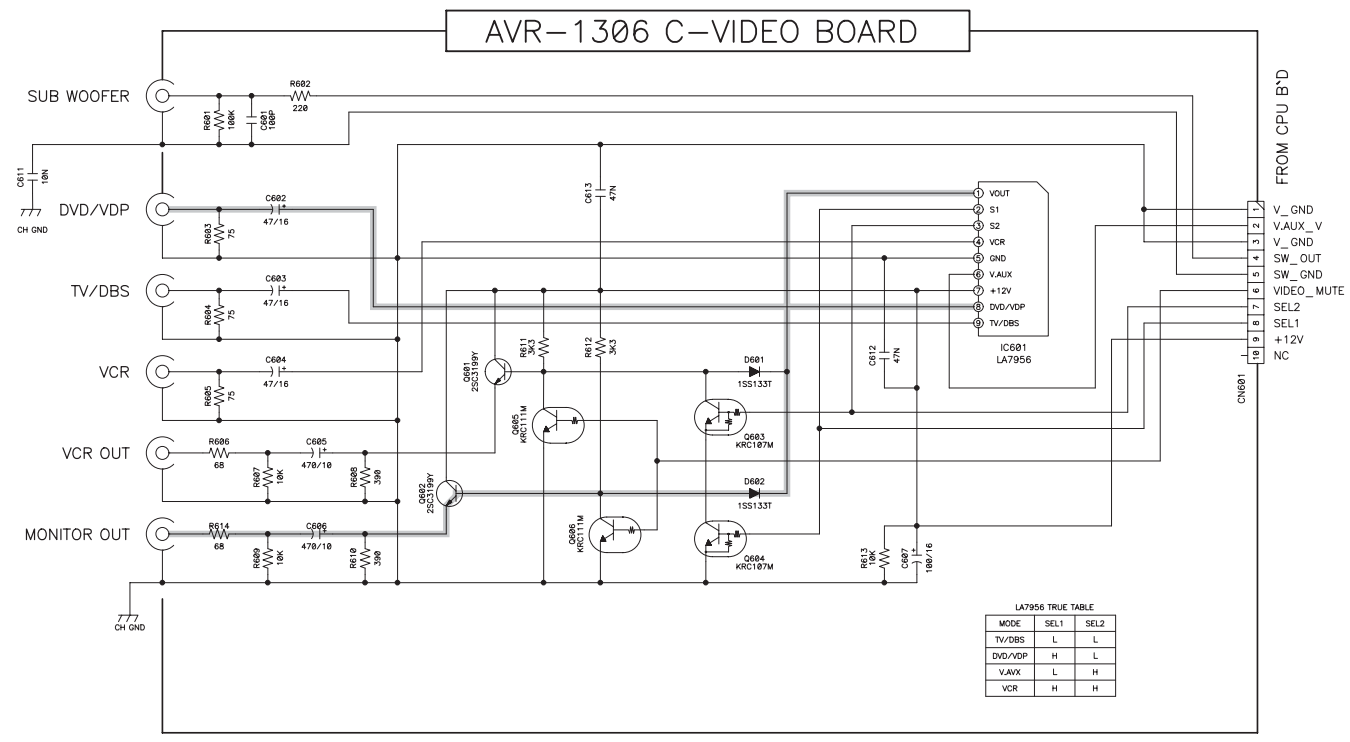 AVR-1306 C-VIDEO BOARD
SUB WOOFER
R601
100K
C601
100P
R602
220
C611
10N
CH GND
DVD/VDP
R603
75
C602
47/16
TV/DBS
R604
75
C603
47/16
VCR
R605
75
C604
47/16
VCR OUT
R606
68
R607
10K
C605
470/10
R608
390
MONITOR OUT
R614
68
R609
10K
C606
470/10
R610
390
CH GND
C613
47N
Q601
2SC3199Y
R611
3K3
R612
3K3
Q605
KRC111M
Q602
2SC3199Y
Q606
KRC111M
D601
1SS133T
Q603
KRC107M
D602
1SS133T
Q604
KRC107M
1 VOUT
2 S1
3 S2
4 VCR
5 GND
6 V.AUX
7 +12V
8 DVD/VDP
9 TV/DBS
IC601
LA7956
C612
47N
R613
10K
C607
100/16
FROM CPU B'D
1 V_GND
2 V.AUX_V
3 V_GND
4 SW_OUT
5 SW_GND
6 VIDEO_MUTE
7 SEL2
8 SEL1
9 +12V
10 NC
CN601
LA7956 TRUE TABLE
MODE SEL1 SEL2
TV/DBS L L
DVD/VDP H L
V.AVX L H
VCR H H